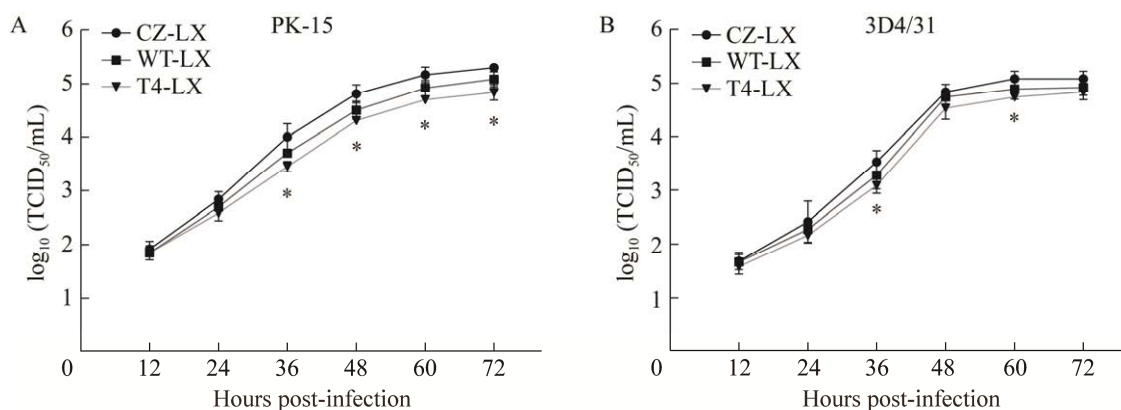 A
PK-15
CZ-LX
WT-LX
T4-LX
log₁₀ (TCID₅₀/mL)
6
5
4
3
2
1
0
* * * *
12 24 36 48 60 72
Hours post-infection
B
3D4/31
CZ-LX
WT-LX
T4-LX
log₁₀ (TCID₅₀/mL)
6
5
4
3
2
1
0
* *
12 24 36 48 60 72
Hours post-infection